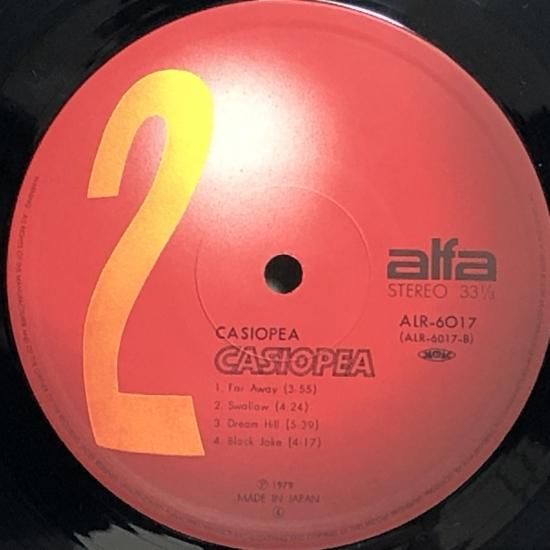 2
alfa
STEREO 33⅓
CASIOPEA
ALR-6017
CASIOPEA
(ALR-6017-B)
1. Far Away (3:55)
2. Swallow (4:24)
3. Dream Hill (5:39)
4. Black Joke (4:17)
Ⓟ 1979
MADE IN JAPAN